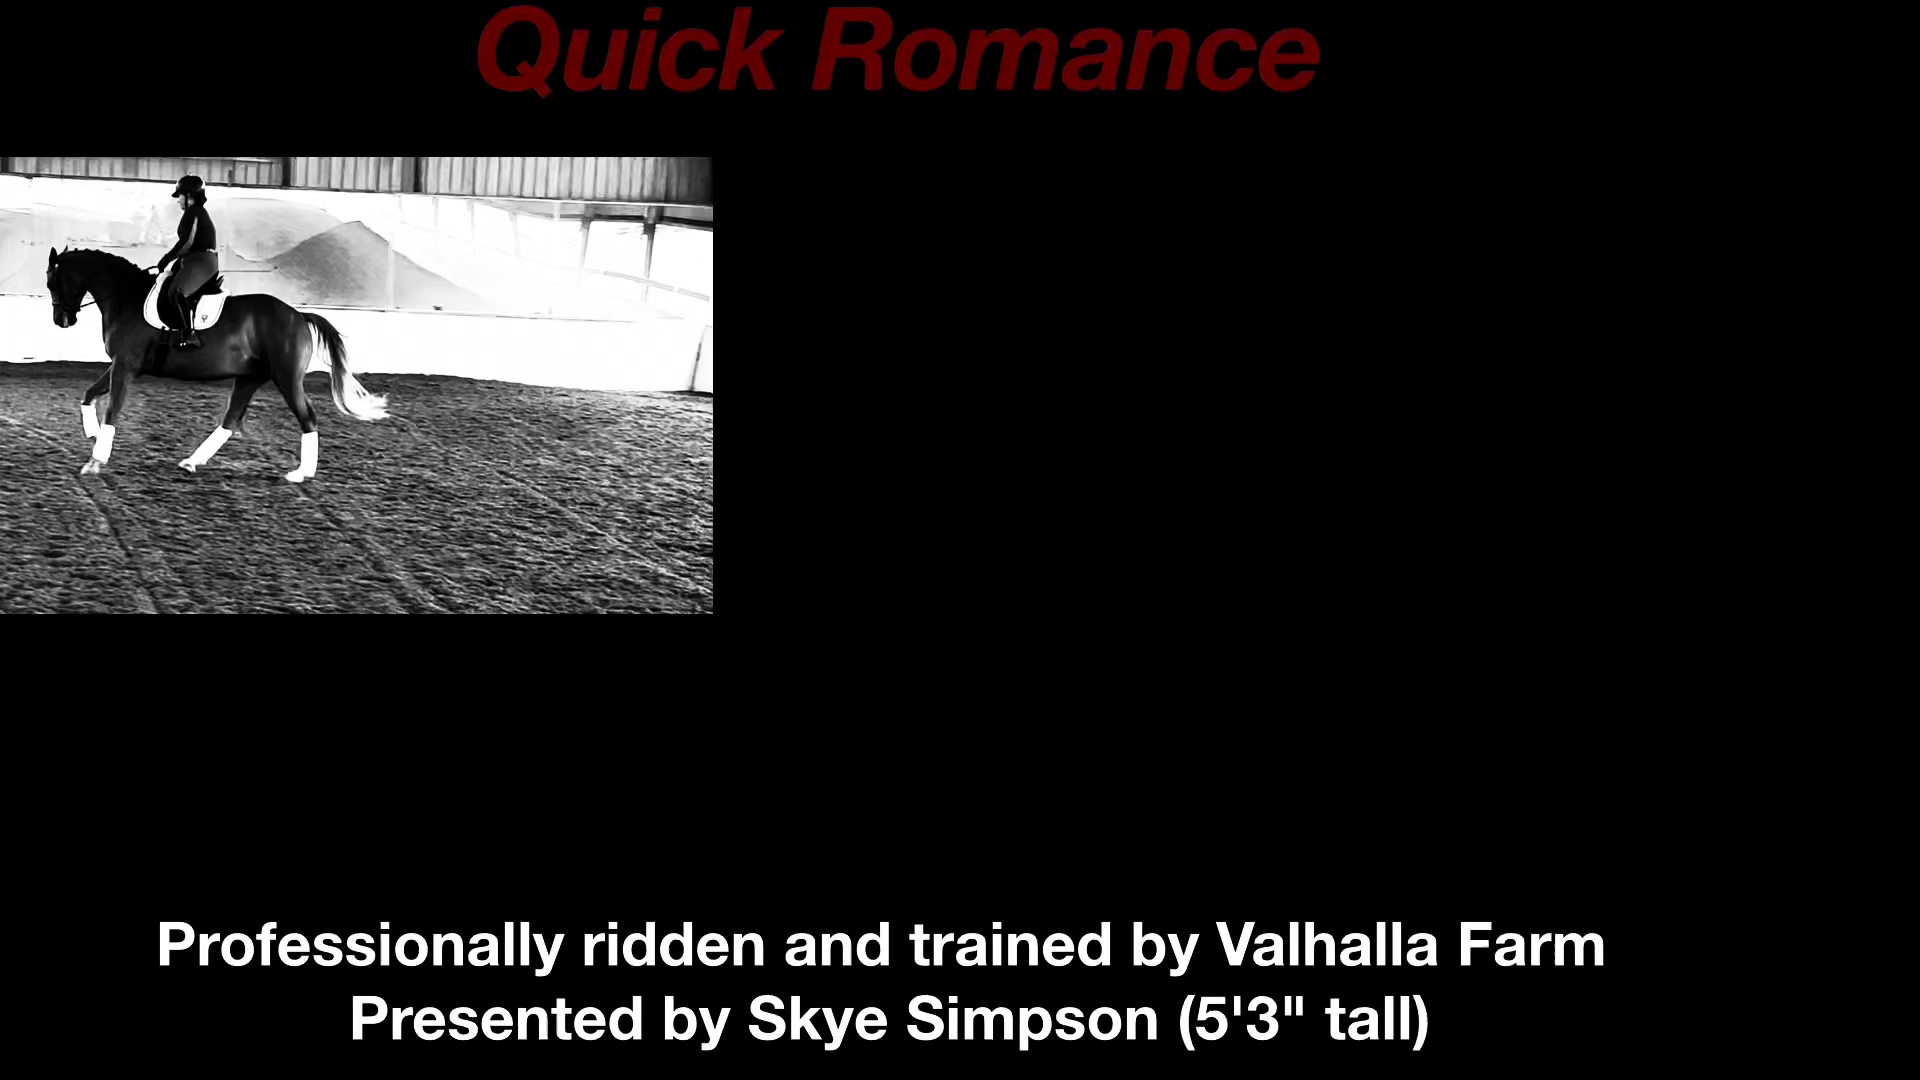 Quick Romance
Professionally ridden and trained by Valhalla Farm
Presented by Skye Simpson (5'3" tall)